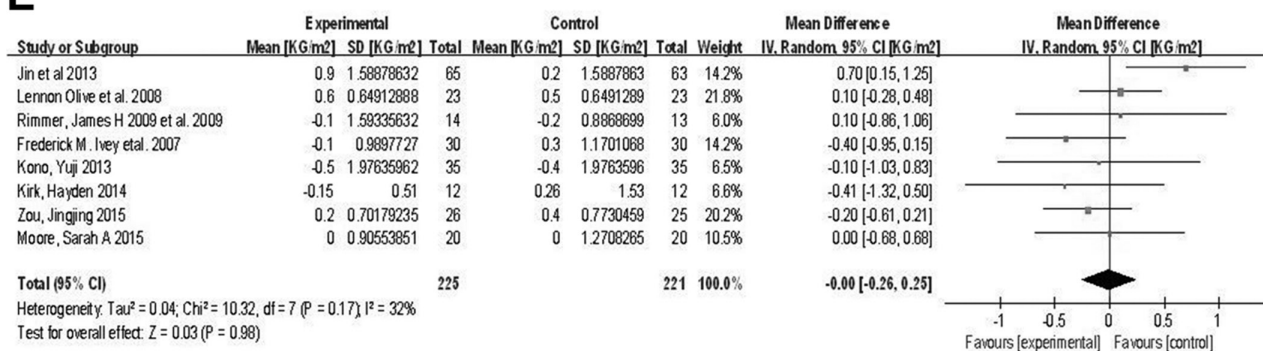 E
Experimental Control Mean Difference Mean Difference
Study or Subgroup Mean [KG/m2] SD [KG/m2] Total Mean [KG/m2] SD [KG/m2] Total Weight IV, Random, 95% CI [KG/m2] IV, Random, 95% CI [KG/m2]
Jin et al 2013 0.9 1.58878632 65 0.2 1.5887863 63 14.2% 0.70 [0.15, 1.25]
Lennon Olive et al. 2008 0.6 0.64912888 23 0.5 0.6491289 23 21.8% 0.10 [-0.28, 0.48]
Rimmer, James H 2009 et al. 2009 -0.1 1.59335632 14 -0.2 0.8868699 13 6.0% 0.10 [-0.86, 1.06]
Frederick M. Ivey etal. 2007 -0.1 0.9897727 30 0.3 1.1701068 30 14.2% -0.40 [-0.95, 0.15]
Kono, Yuji 2013 -0.5 1.97635962 35 -0.4 1.9763596 35 6.5% -0.10 [-1.03, 0.83]
Kirk, Hayden 2014 -0.15 0.51 12 0.26 1.53 12 6.6% -0.41 [-1.32, 0.50]
Zou, Jingjing 2015 0.2 0.70179235 26 0.4 0.7730459 25 20.2% -0.20 [-0.61, 0.21]
Moore, Sarah A 2015 0 0.90553851 20 0 1.2708265 20 10.5% 0.00 [-0.68, 0.68]
Total (95% CI) 225 221 100.0% -0.00 [-0.26, 0.25]
Heterogeneity: Tau² = 0.04; Chi² = 10.32, df = 7 (P = 0.17); I² = 32%
Test for overall effect: Z = 0.03 (P = 0.98)
-1 -0.5 0 0.5 1
Favours [experimental] Favours [control]